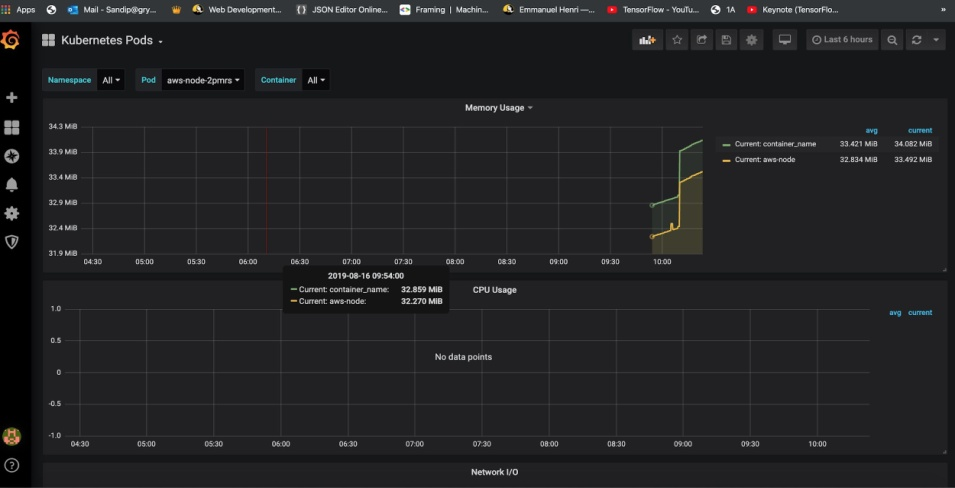 Apps Mail - Sandip@gry... Web Development... JSON Editor Online... Framing | Machin... Emmanuel Henri —... TensorFlow - YouTu... 1A Keynote (TensorFlo... »
Kubernetes Pods
Last 6 hours
Namespace All Pod aws-node-2pmrs Container All
Memory Usage
34.3 MiB
33.9 MiB
33.4 MiB
32.9 MiB
32.4 MiB
31.9 MiB
04:30 05:00 05:30 06:00 06:30 07:00 07:30 08:00 08:30 09:00 09:30 10:00
avg current
Current: container_name 33.421 MiB 34.082 MiB
Current: aws-node 32.834 MiB 33.492 MiB
2019-08-16 09:54:00
Current: container_name: 32.859 MiB
Current: aws-node: 32.270 MiB
CPU Usage
1.0
0.5
0
-0.5
-1.0
No data points
04:30 05:00 05:30 06:00 06:30 07:00 07:30 08:00 08:30 09:00 09:30 10:00
avg current
Network I/O